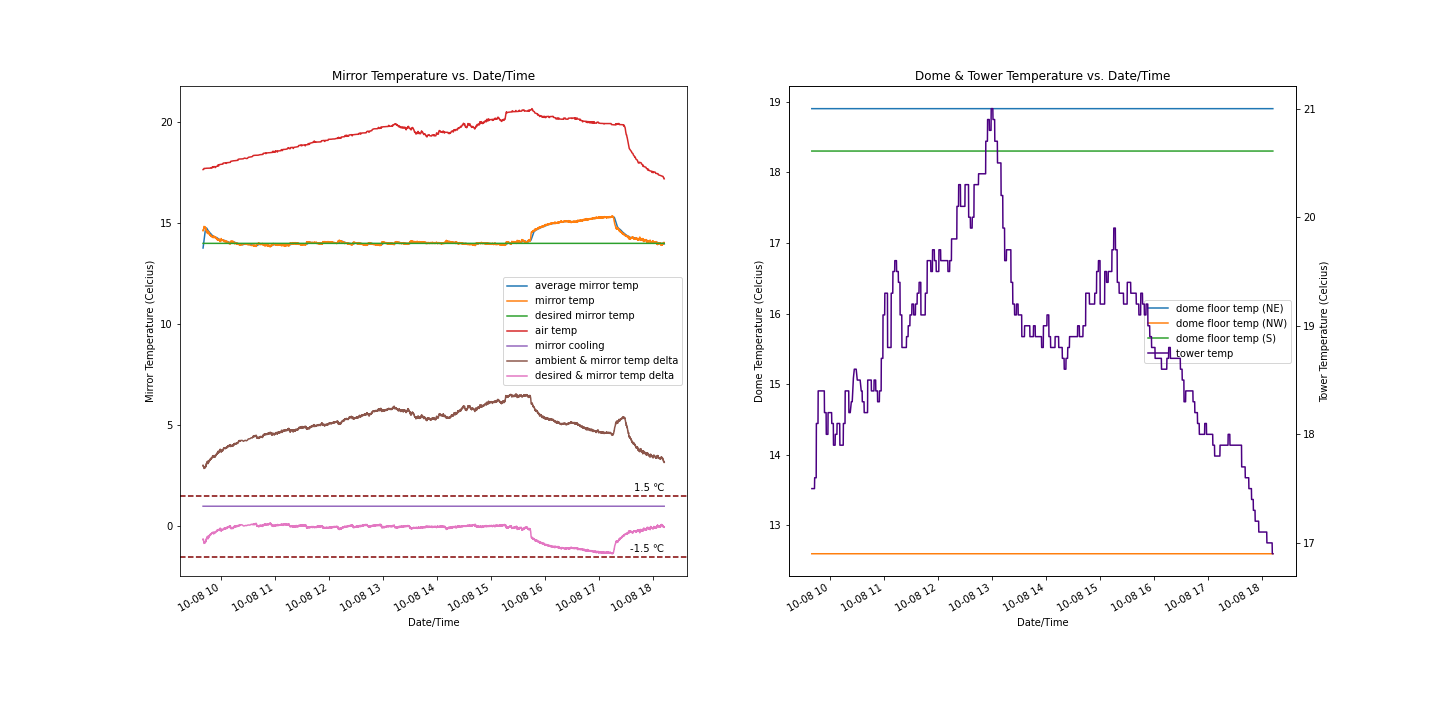 Mirror Temperature vs. Date/Time
Mirror Temperature (Celcius)
20
15
10
5
0
average mirror temp
mirror temp
desired mirror temp
air temp
mirror cooling
ambient & mirror temp delta
desired & mirror temp delta
1.5 ℃
-1.5 ℃
10-08 10
10-08 11
10-08 12
10-08 13
10-08 14
10-08 15
10-08 16
10-08 17
10-08 18
Date/Time
Dome & Tower Temperature vs. Date/Time
Dome Temperature (Celcius)
19
18
17
16
15
14
13
dome floor temp (NE)
dome floor temp (NW)
dome floor temp (S)
tower temp
21
20
19
18
17
Tower Temperature (Celcius)
10-08 10
10-08 11
10-08 12
10-08 13
10-08 14
10-08 15
10-08 16
10-08 17
10-08 18
Date/Time